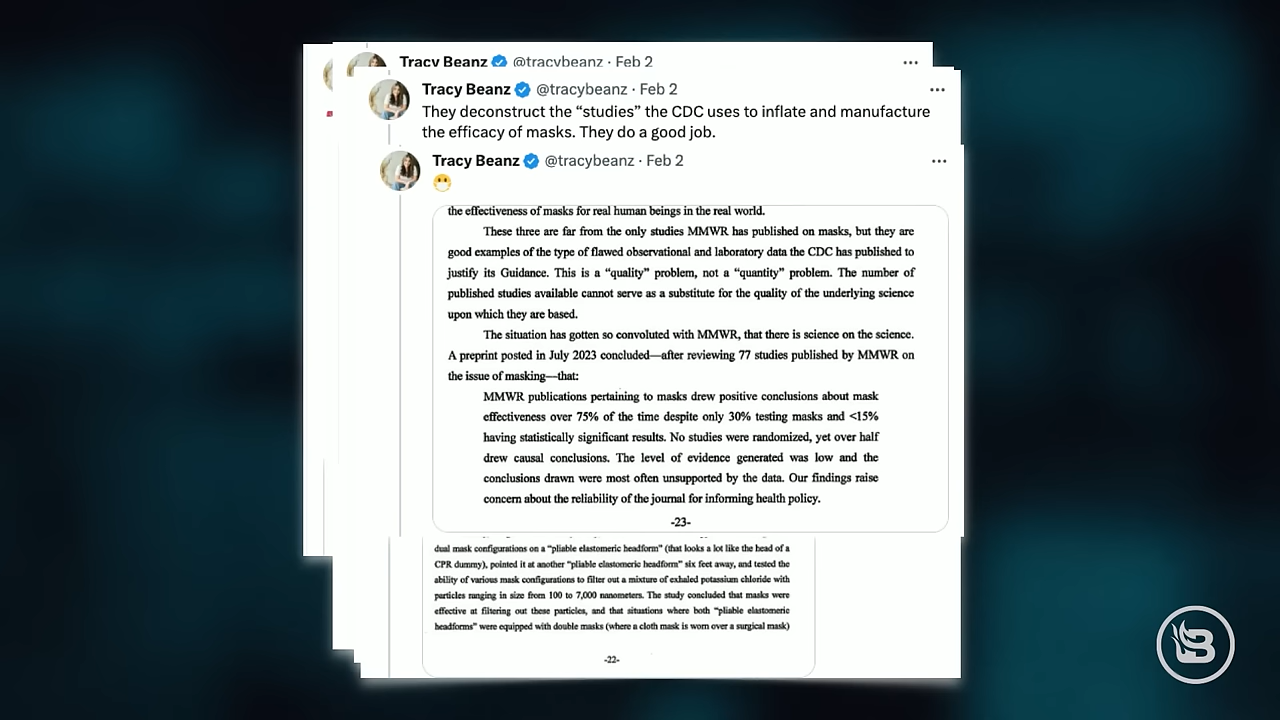 Tracy Beanz @tracybeanz · Feb 2
Tracy Beanz @tracybeanz · Feb 2
They deconstruct the “studies” the CDC uses to inflate and manufacture
the efficacy of masks. They do a good job.
Tracy Beanz @tracybeanz · Feb 2
the effectiveness of masks for real human beings in the real world.
These three are far from the only studies MMWR has published on masks, but they are
good examples of the type of flawed observational and laboratory data the CDC has published to
justify its Guidance. This is a “quality” problem, not a “quantity” problem. The number of
published studies available cannot serve as a substitute for the quality of the underlying science
upon which they are based.
The situation has gotten so convoluted with MMWR, that there is science on the science.
A preprint posted in July 2023 concluded—after reviewing 77 studies published by MMWR on
the issue of masking—that:
MMWR publications pertaining to masks drew positive conclusions about mask
effectiveness over 75% of the time despite only 30% testing masks and <15%
having statistically significant results. No studies were randomized, yet over half
drew causal conclusions. The level of evidence generated was low and the
conclusions drawn were most often unsupported by the data. Our findings raise
concern about the reliability of the journal for informing health policy.
-23-
dual mask configurations on a “pliable elastomeric headform” (that looks a lot like the head of a
CPR dummy), pointed it at another “pliable elastomeric headform” six feet away, and tested the
ability of various mask configurations to filter out a mixture of exhaled potassium chloride with
particles ranging in size from 100 to 7,000 nanometers. The study concluded that masks were
effective at filtering out these particles, and that situations where both “pliable elastomeric
headforms” were equipped with double masks (where a cloth mask is worn over a surgical mask)
-22-
B